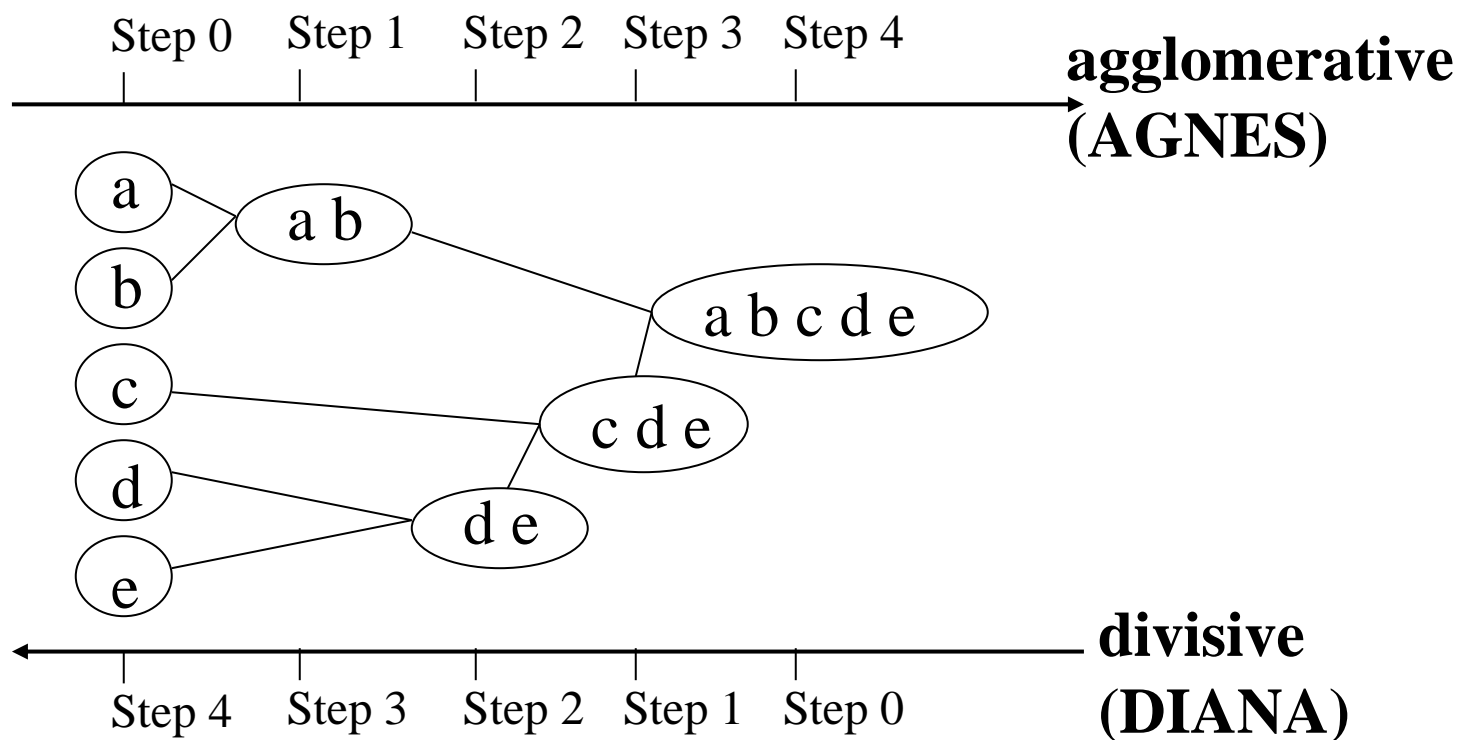 Step 0 Step 1 Step 2 Step 3 Step 4
agglomerative
(AGNES)
a
a b
b
a b c d e
c
c d e
d
d e
e
divisive
(DIANA)
Step 4 Step 3 Step 2 Step 1 Step 0